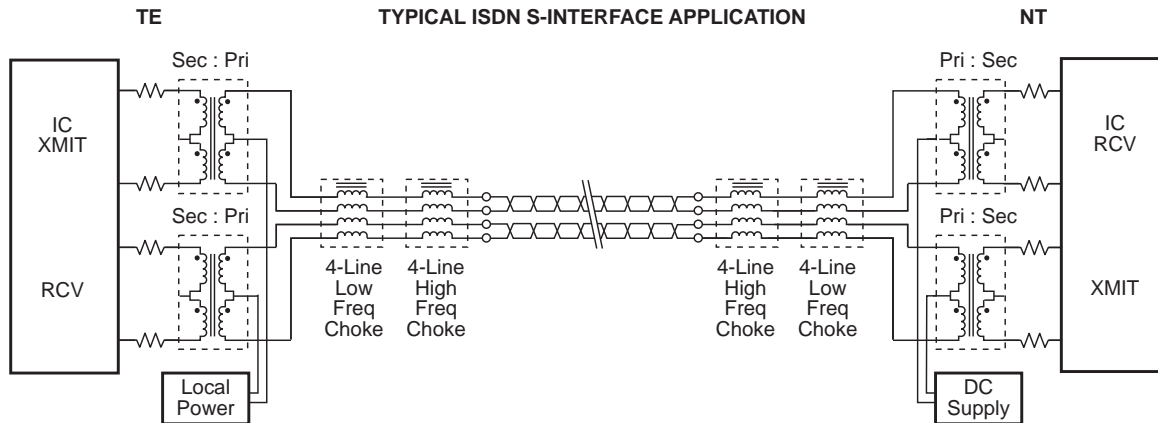 TE
TYPICAL ISDN S-INTERFACE APPLICATION
NT
Sec : Pri
Pri : Sec
IC
XMIT
IC
RCV
Sec : Pri
Pri : Sec
RCV
XMIT
4-Line
Low
Freq
Choke
4-Line
High
Freq
Choke
4-Line
High
Freq
Choke
4-Line
Low
Freq
Choke
Local
Power
DC
Supply